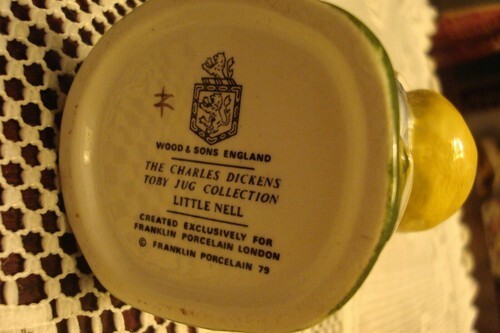 WOOD & SONS ENGLAND
THE CHARLES DICKENS
TOBY JUG COLLECTION
LITTLE NELL
CREATED EXCLUSIVELY FOR
FRANKLIN PORCELAIN LONDON
© FRANKLIN PORCELAIN 79